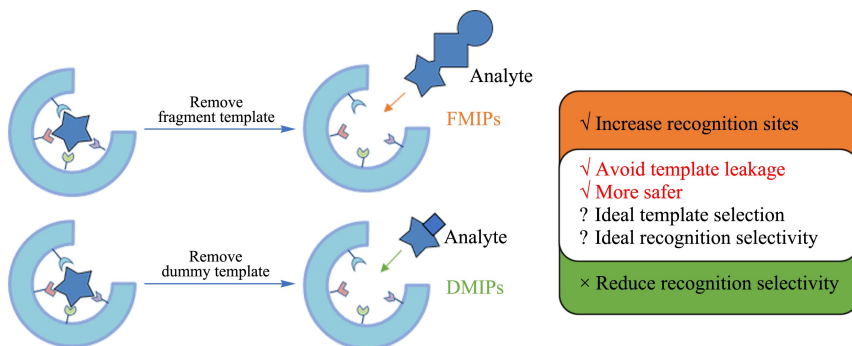 Remove
fragment template
Analyte
FMIPs
Remove
dummy template
Analyte
DMIPs
√ Increase recognition sites
√ Avoid template leakage
√ More safer
? Ideal template selection
? Ideal recognition selectivity
× Reduce recognition selectivity